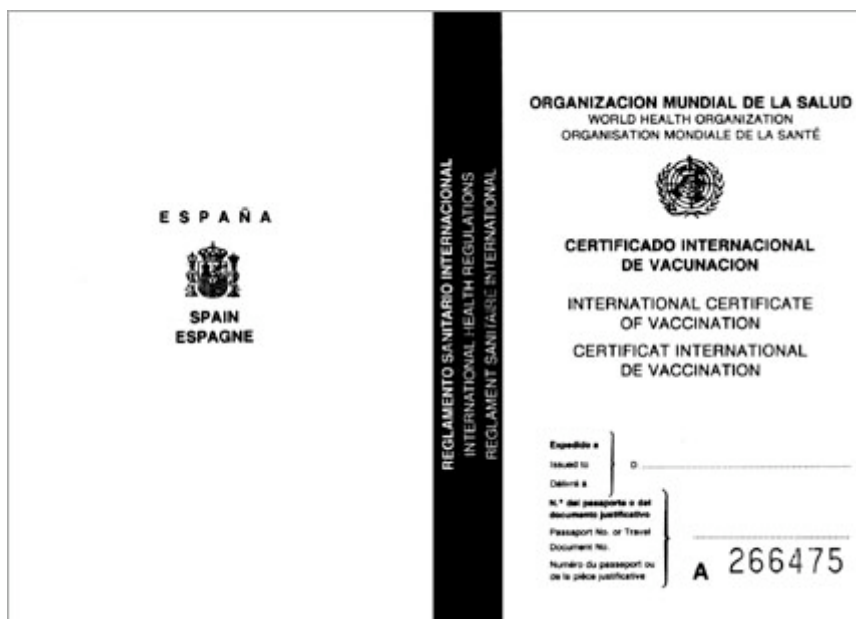 ESPAÑA
SPAIN
ESPAGNE
REGLAMENTO SANITARIO INTERNACIONAL
INTERNATIONAL HEALTH REGULATIONS
REGLAMENT SANITAIRE INTERNATIONAL
ORGANIZACION MUNDIAL DE LA SALUD
WORLD HEALTH ORGANIZATION
ORGANISATION MONDIALE DE LA SANTÉ
CERTIFICADO INTERNACIONAL
DE VACUNACION
INTERNATIONAL CERTIFICATE
OF VACCINATION
CERTIFICAT INTERNATIONAL
DE VACCINATION
Expedido a
Issued to
Délivré à
D.
N.° del pasaporte o del
documento justificativo
Passaport No. or Travel
Document No.
Numéro du passeport ou
de la pièce justificative
A 266475